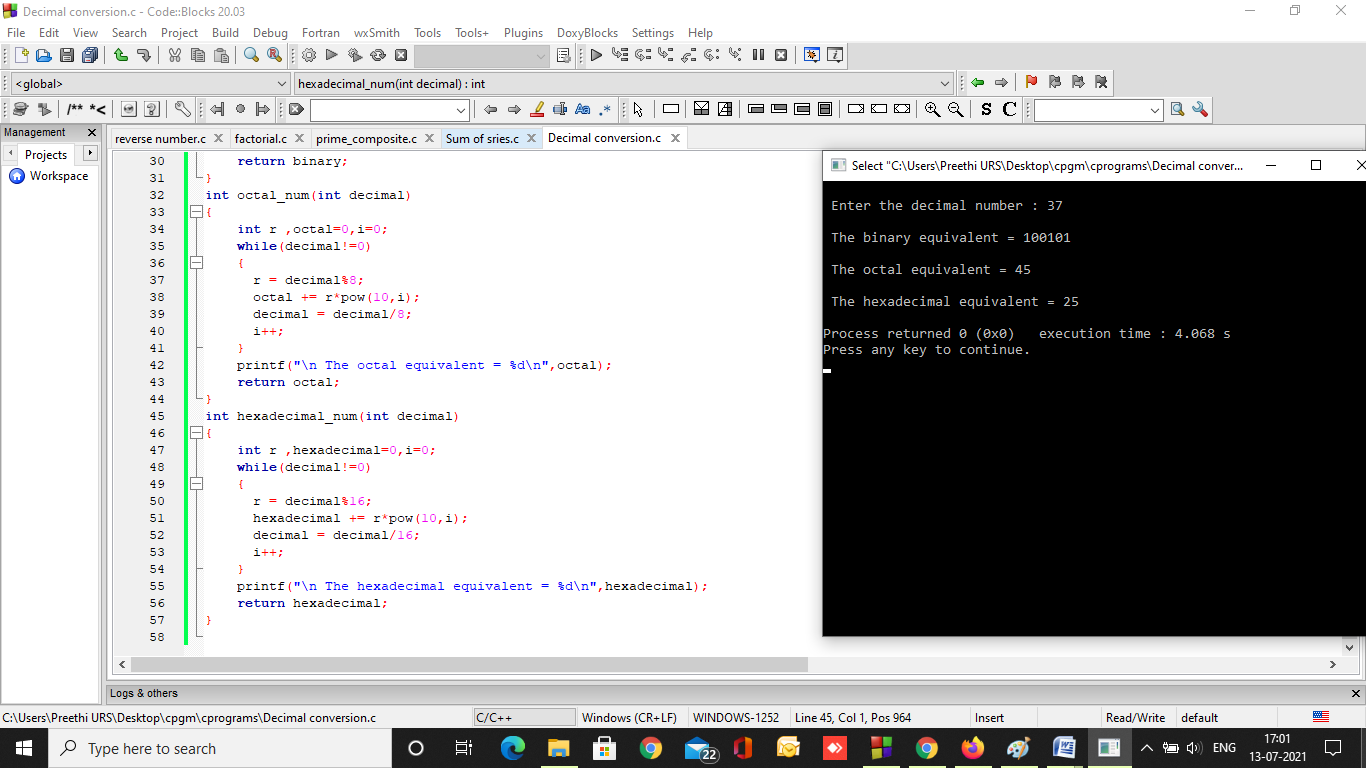 Decimal conversion.c - Code::Blocks 20.03
File Edit View Search Project Build Debug Fortran wxSmith Tools Tools+ Plugins DoxyBlocks Settings Help
<global> hexadecimal_num(int decimal) : int
/** *< Aa .* S C
Management
Projects
Workspace
reverse number.c factorial.c prime_composite.c Sum of sries.c Decimal conversion.c
30 return binary;
31 }
32 int octal_num(int decimal)
33 {
34 int r ,octal=0,i=0;
35 while(decimal!=0)
36 {
37 r = decimal%8;
38 octal += r*pow(10,i);
39 decimal = decimal/8;
40 i++;
41 }
42 printf("\n The octal equivalent = %d\n",octal);
43 return octal;
44 }
45 int hexadecimal_num(int decimal)
46 {
47 int r ,hexadecimal=0,i=0;
48 while(decimal!=0)
49 {
50 r = decimal%16;
51 hexadecimal += r*pow(10,i);
52 decimal = decimal/16;
53 i++;
54 }
55 printf("\n The hexadecimal equivalent = %d\n",hexadecimal);
56 return hexadecimal;
57 }
58
Select "C:\Users\Preethi URS\Desktop\cpgm\cprograms\Decimal conver...
Enter the decimal number : 37
The binary equivalent = 100101
The octal equivalent = 45
The hexadecimal equivalent = 25
Process returned 0 (0x0) execution time : 4.068 s
Press any key to continue.
Logs & others
C:\Users\Preethi URS\Desktop\cpgm\cprograms\Decimal conversion.c C/C++ Windows (CR+LF) WINDOWS-1252 Line 45, Col 1, Pos 964 Insert Read/Write default
Type here to search 22 ENG 17:01
13-07-2021